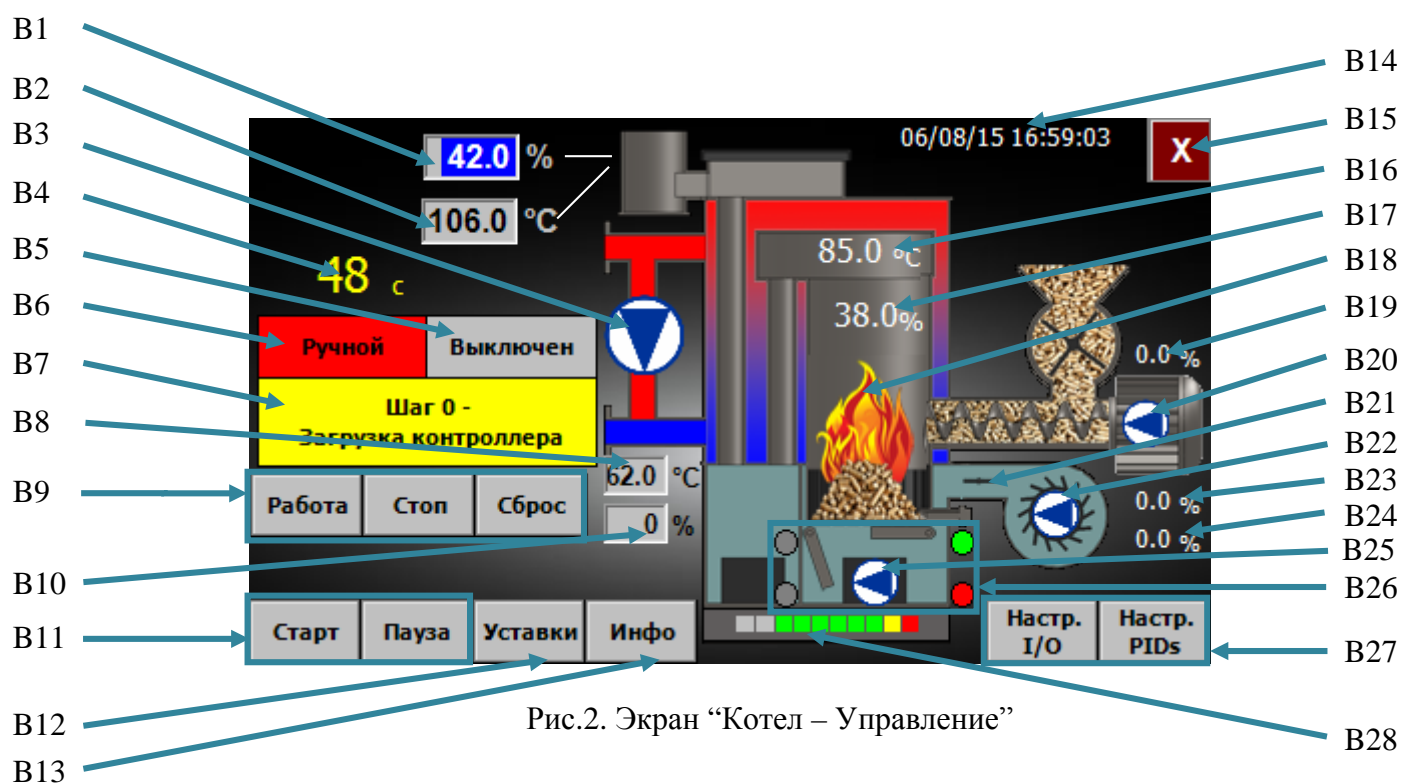 B1
B2
B3
B4
B5
B6
B7
B8
B9
B10
B11
B12
B13
42.0 %
106.0 °C
48 с
Ручной Выключен
Шаг 0 -
Загрузка контроллера
Работа Стоп Сброс
62.0 °C
0 %
Старт Пауза Уставки Инфо
06/08/15 16:59:03
X
85.0 °C
38.0%
0.0 %
0.0 %
0.0 %
Настр.
I/O
Настр.
PIDs
B14
B15
B16
B17
B18
B19
B20
B21
B22
B23
B24
B25
B26
B27
B28
Рис.2. Экран “Котел – Управление”